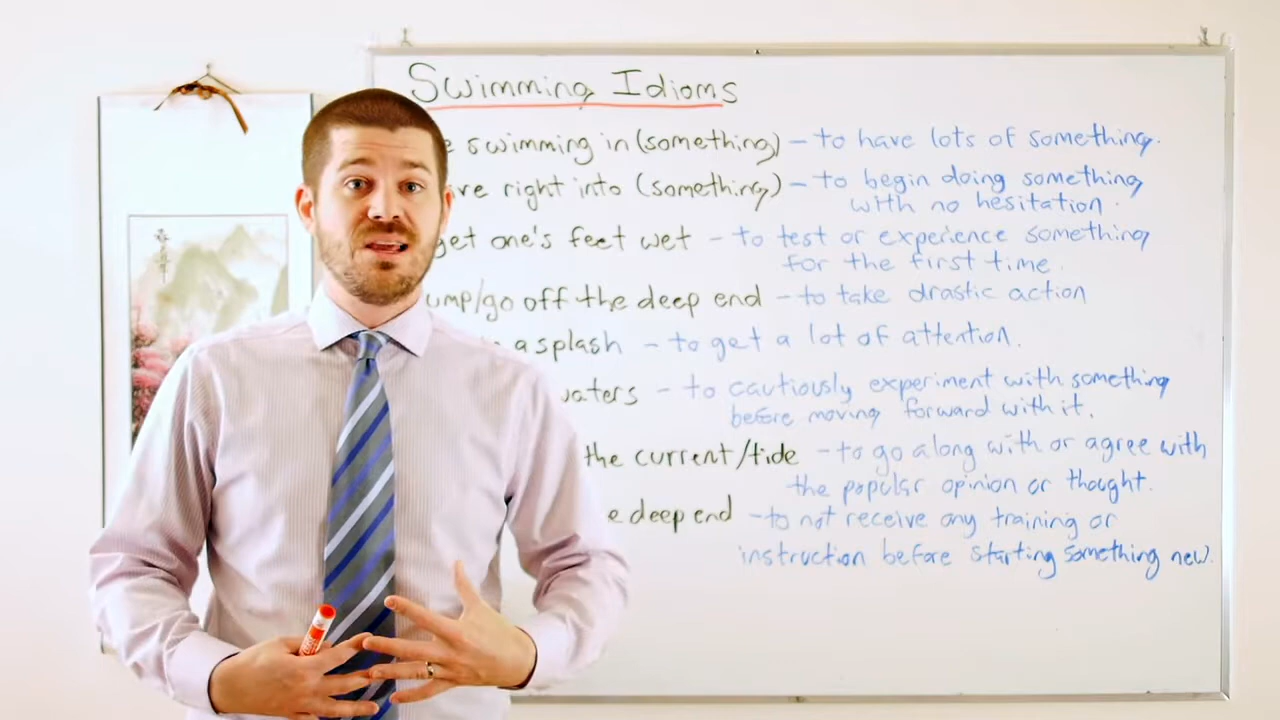 Swimming Idioms
e swimming in (something) – to have lots of something.
ve right into (something) – to begin doing something
with no hesitation.
get one's feet wet – to test or experience something
for the first time.
ump/go off the deep end – to take drastic action
a splash – to get a lot of attention.
waters – to cautiously experiment with something
before moving forward with it.
the current/tide – to go along with or agree with
the popular opinion or thought.
e deep end – to not receive any training or
instruction before starting something new.